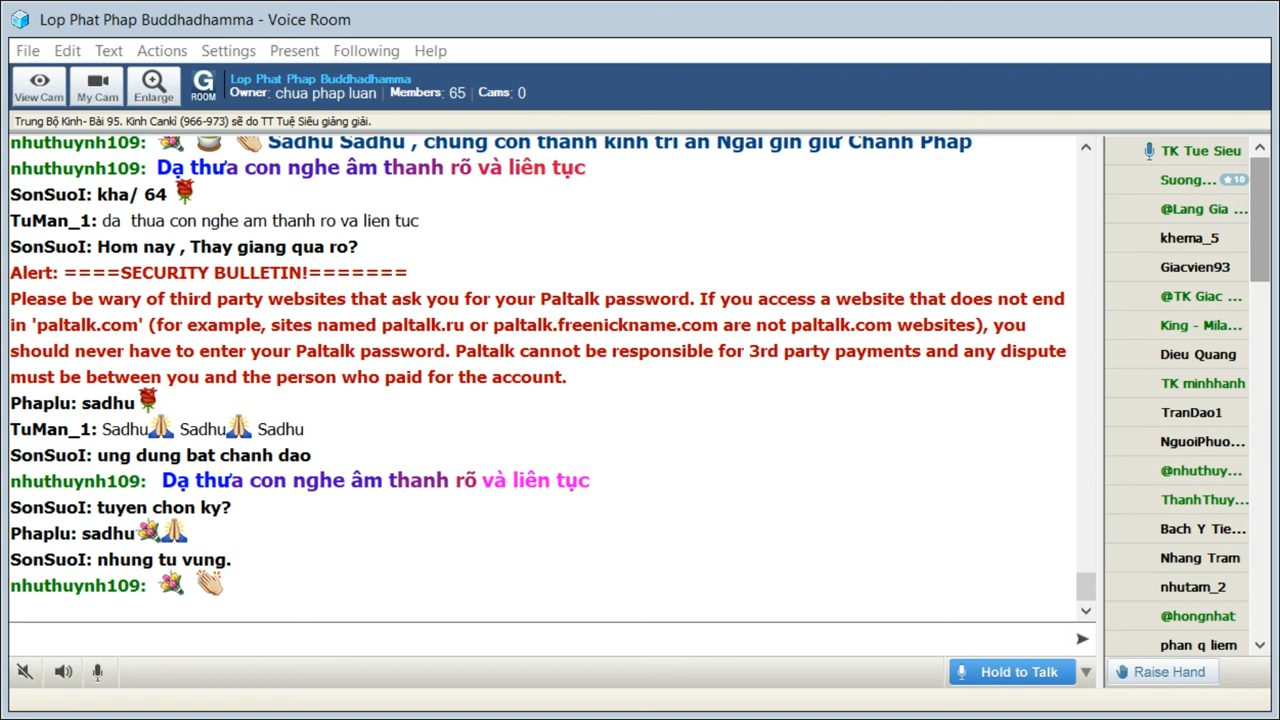 Lop Phat Phap Buddhadhamma - Voice Room
File Edit Text Actions Settings Present Following Help
View Cam My Cam Enlarge G ROOM
Lop Phat Phap Buddhadhamma
Owner: chua phap luan Members: 65 Cams: 0
Trung Bộ Kinh- Bài 95. Kinh Canki (966-973) sẽ do TT Tuệ Siêu giảng giải.
nhuthuynh109: Sadhu Sadhu , chúng con thành kính tri ân Ngài gìn giữ Chánh Pháp
nhuthuynh109: Dạ thưa con nghe âm thanh rõ và liên tục
SonSuoI: kha/ 64
TuMan_1: da thua con nghe am thanh ro va lien tuc
SonSuoI: Hom nay , Thay giang qua ro?
Alert: ====SECURITY BULLETIN!=======
Please be wary of third party websites that ask you for your Paltalk password. If you access a website that does not end
in 'paltalk.com' (for example, sites named paltalk.ru or paltalk.freenickname.com are not paltalk.com websites), you
should never have to enter your Paltalk password. Paltalk cannot be responsible for 3rd party payments and any dispute
must be between you and the person who paid for the account.
Phaplu: sadhu
TuMan_1: Sadhu Sadhu Sadhu
SonSuoI: ung dung bat chanh dao
nhuthuynh109: Dạ thưa con nghe âm thanh rõ và liên tục
SonSuoI: tuyen chon ky?
Phaplu: sadhu
SonSuoI: nhung tu vung.
nhuthuynh109:
TK Tue Sieu
Suong... ★10
@Lang Gia ...
khema_5
Giacvien93
@TK Giac ...
King - Mila...
Dieu Quang
TK minhhanh
TranDao1
NguoiPhuo...
@nhuthuy...
ThanhThuy...
Bach Y Tie...
Nhang Tram
nhutam_2
@hongnhat
phan q liem
Hold to Talk
Raise Hand